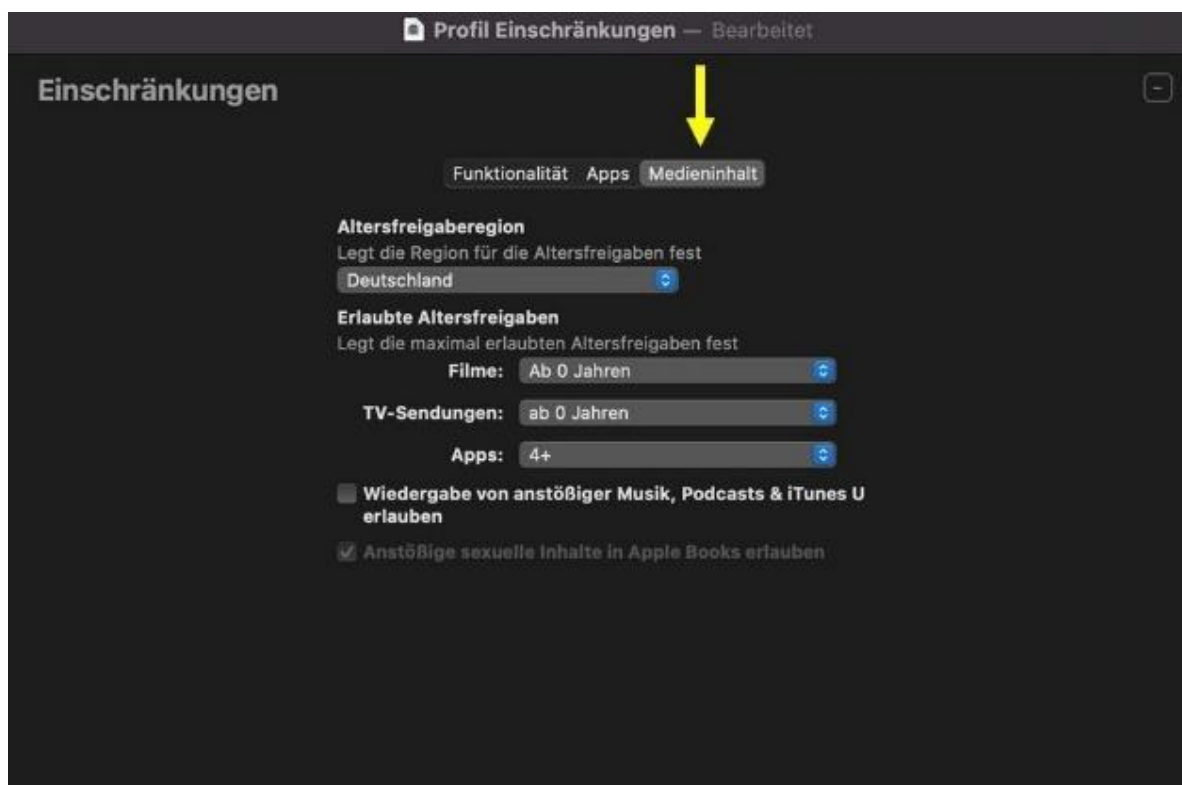 Profil Einschränkungen — Bearbeitet
Einschränkungen
Funktionalität Apps Medieninhalt
Altersfreigaberegion
Legt die Region für die Altersfreigaben fest
Deutschland
Erlaubte Altersfreigaben
Legt die maximal erlaubten Altersfreigaben fest
Filme: Ab 0 Jahren
TV-Sendungen: ab 0 Jahren
Apps: 4+
Wiedergabe von anstößiger Musik, Podcasts & iTunes U
erlauben
Anstößige sexuelle Inhalte in Apple Books erlauben